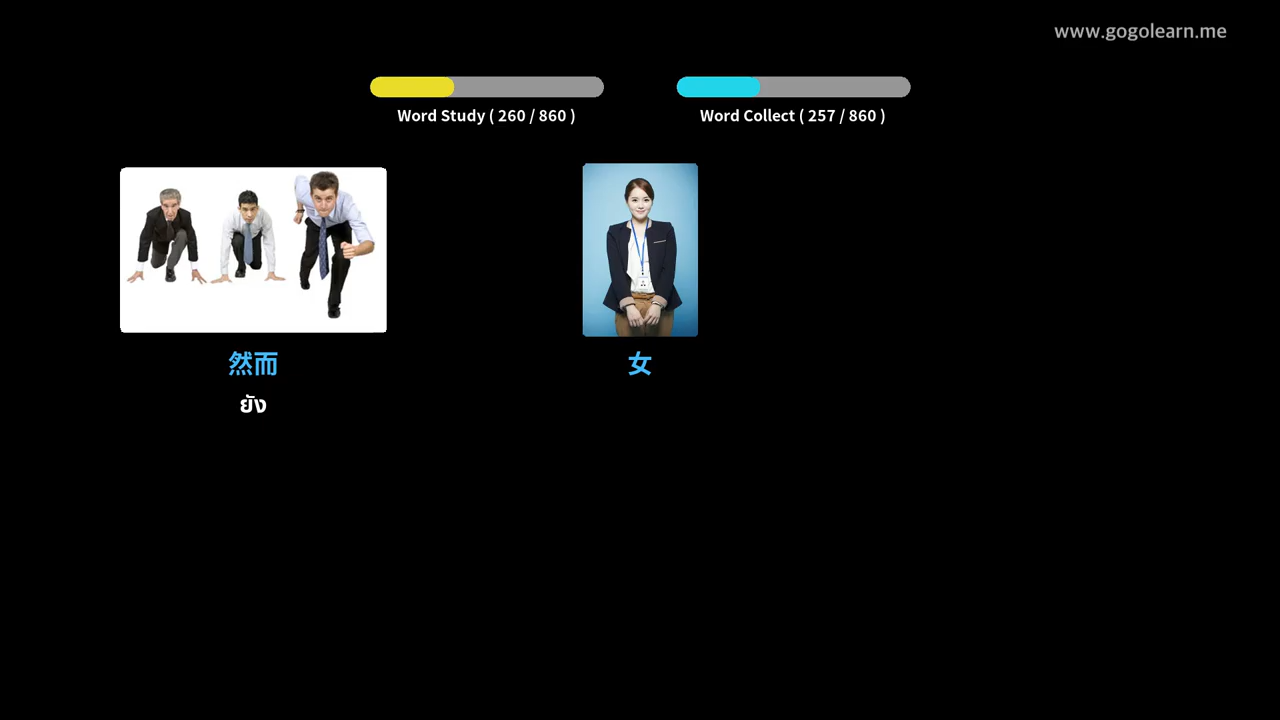 www.gogolearn.me
Word Study ( 260 / 860 )
Word Collect ( 257 / 860 )
然而
ยัง
女